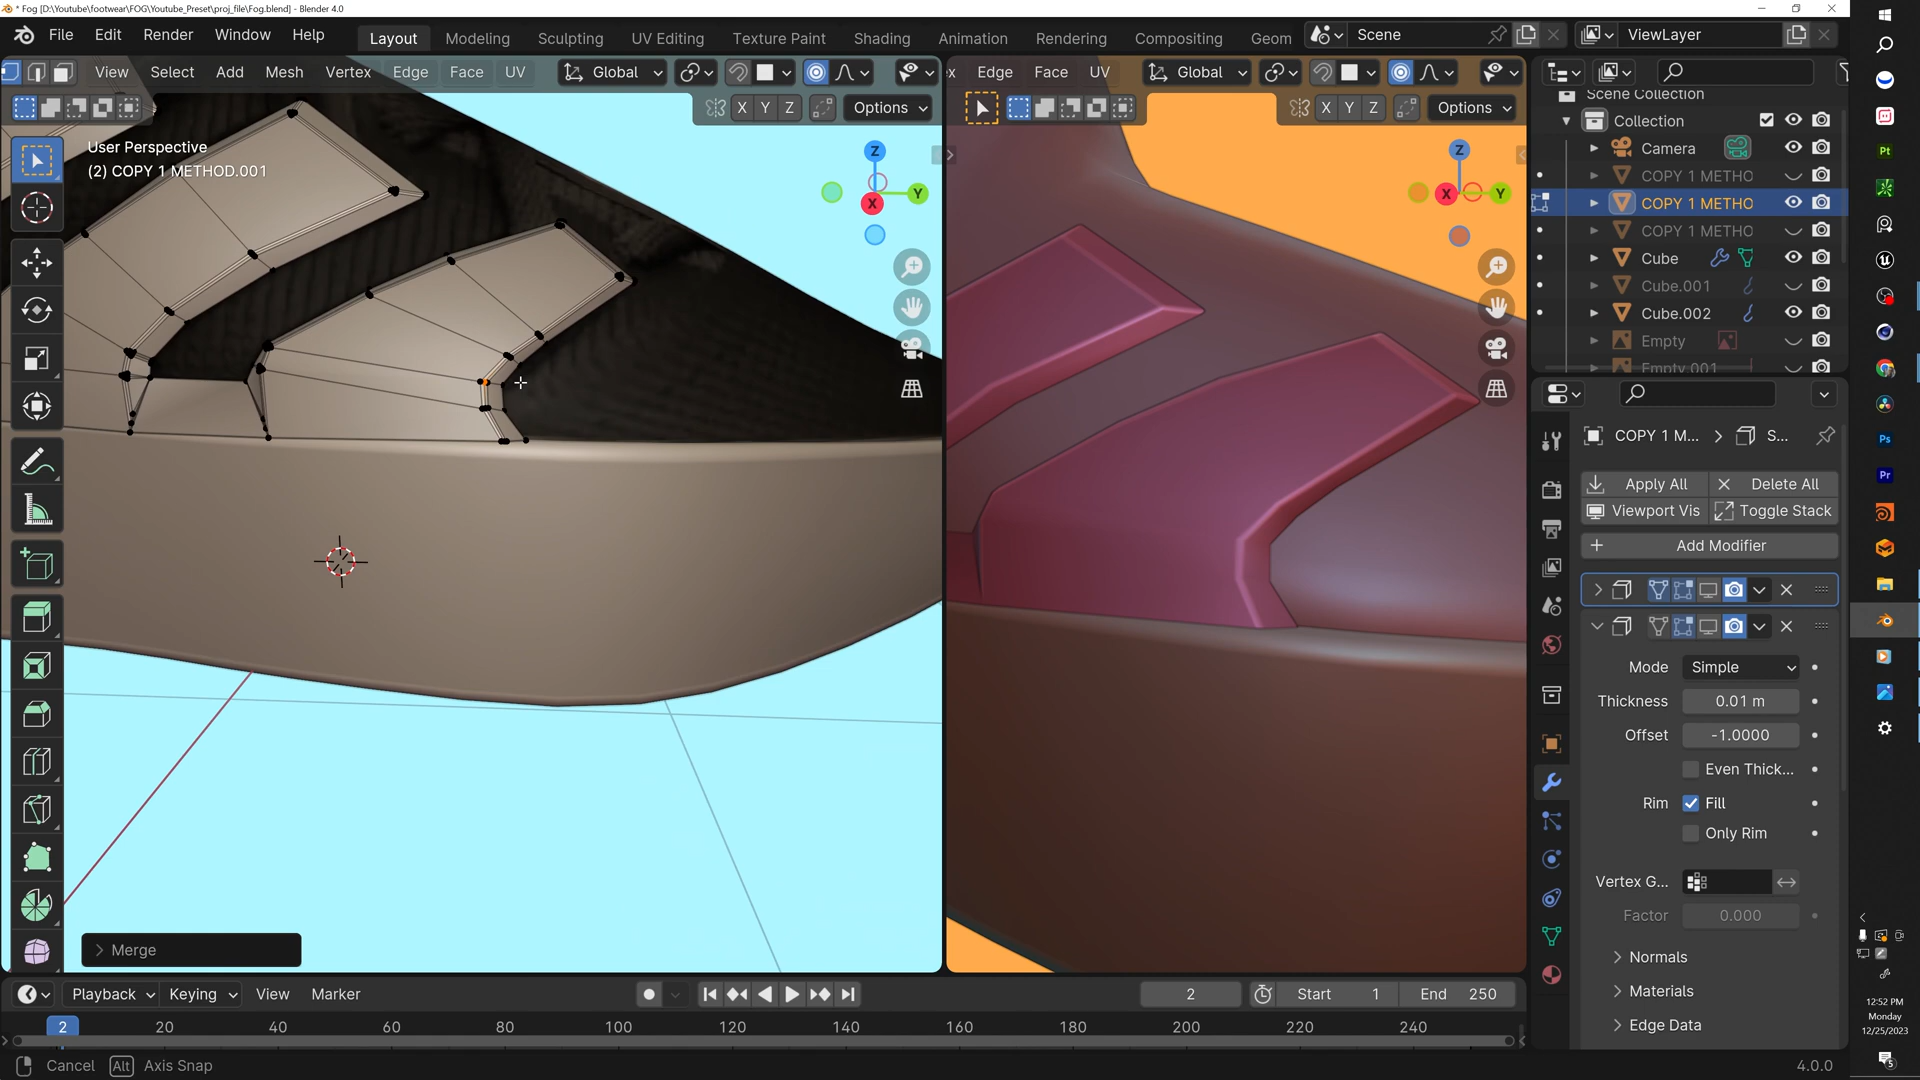 * Fog [D:\Youtube\footwear\FOG\Youtube_Preset\proj_file\Fog.blend] - Blender 4.0
File Edit Render Window Help
Layout Modeling Sculpting UV Editing Texture Paint Shading Animation Rendering Compositing Geom
Scene
ViewLayer
View Select Add Mesh Vertex Edge Face UV
Global
Edge Face UV
Global
X Y Z
Options
X Y Z
Options
User Perspective
(2) COPY 1 METHOD.001
Z
Y
X
Z
Y
X
Scene Collection
Collection
Camera
COPY 1 METHO
COPY 1 METHO
COPY 1 METHO
Cube
Cube.001
Cube.002
Empty
Empty.001
COPY 1 M... > S...
Apply All
Delete All
Viewport Vis
Toggle Stack
Add Modifier
Mode Simple
Thickness 0.01 m
Offset -1.0000
Even Thick...
Rim Fill
Only Rim
Vertex G...
Factor 0.000
Normals
Materials
Edge Data
Merge
Playback Keying View Marker
2
Start 1
End 250
2 20 40 60 80 100 120 140 160 180 200 220 240
Cancel Alt Axis Snap
4.0.0
Pt
Ps
Pr
12:52 PM
Monday
12/25/2023
5